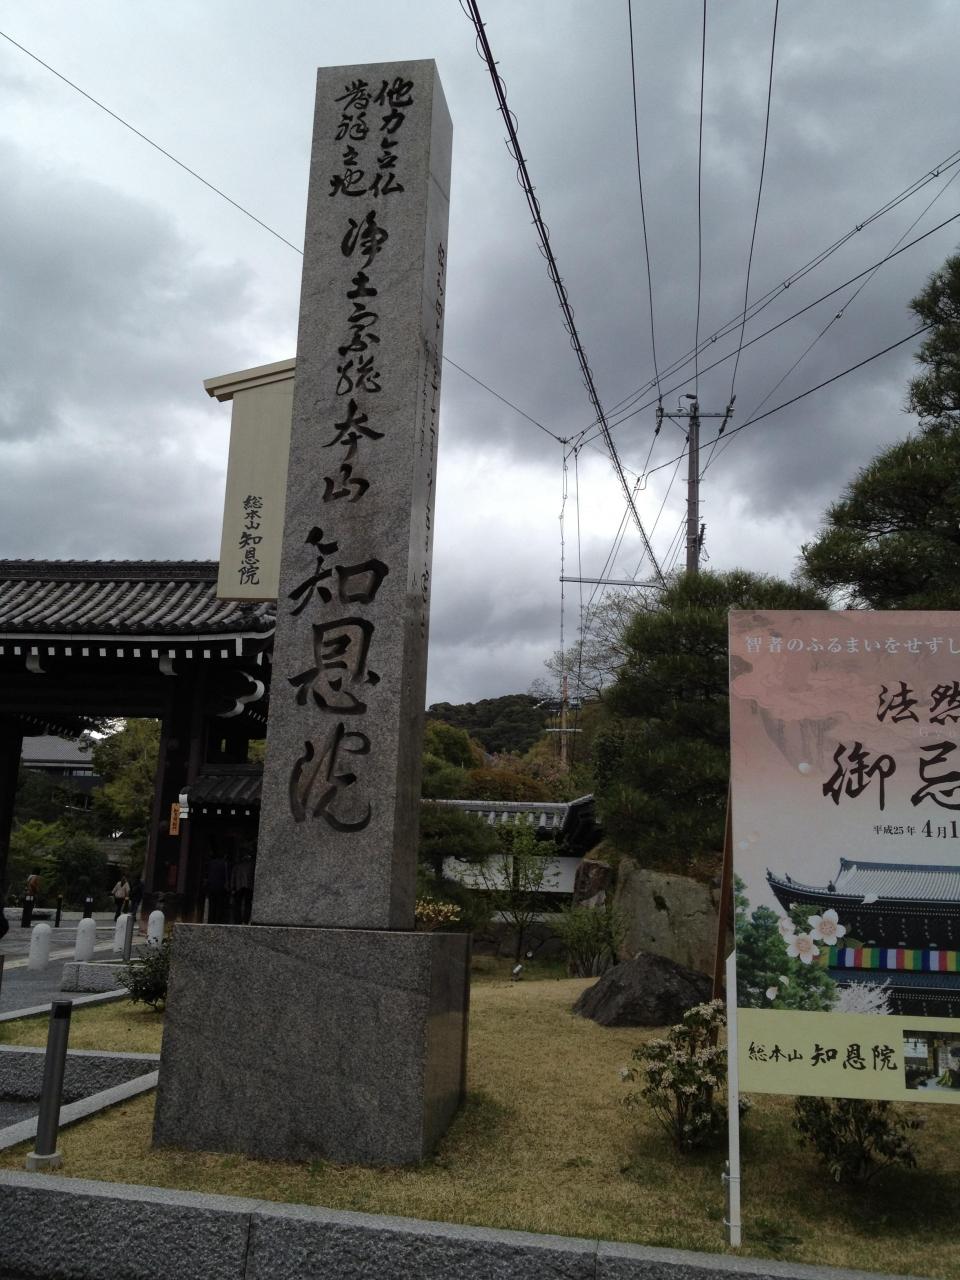 他力念仏
発祥之地
浄土宗総本山知恩院
総本山知恩院
智者のふるまいをせずし
法然
御忌
平成25年 4月1
総本山 知恩院